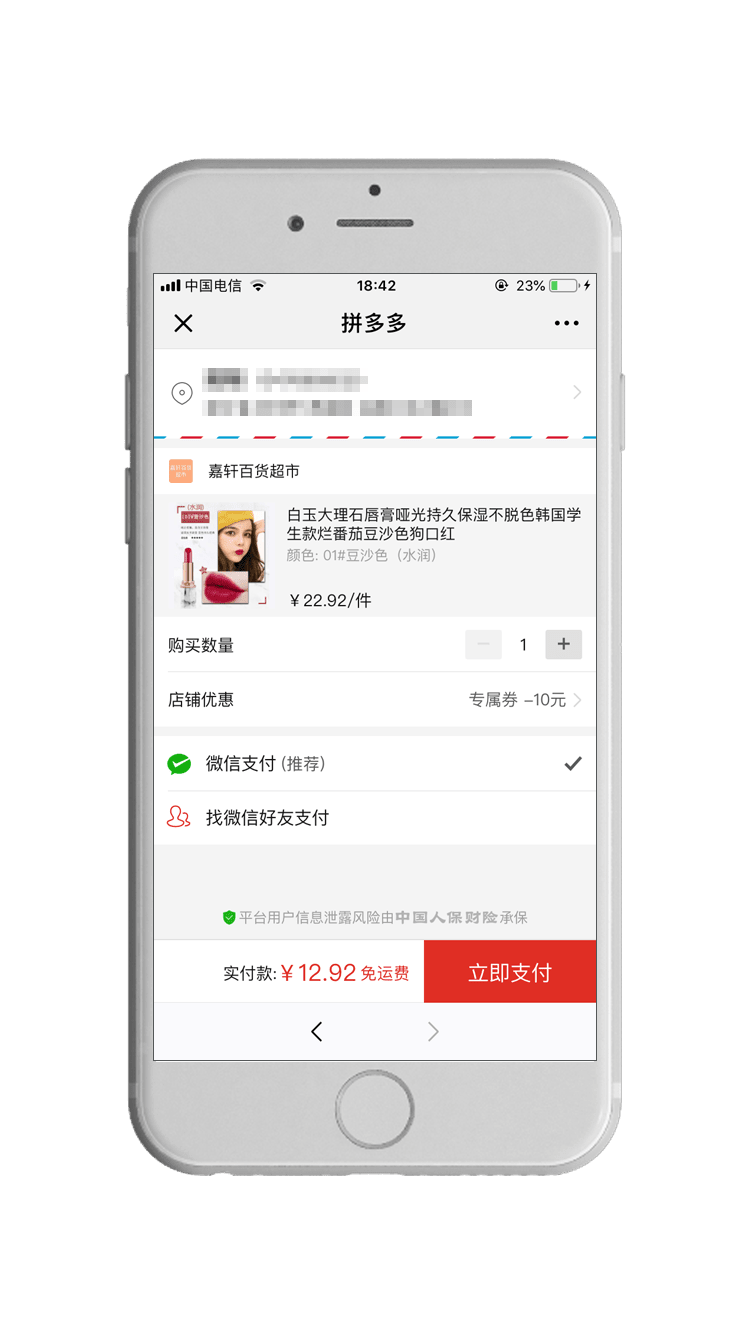 中国电信 18:42 23%
拼多多
嘉轩百货超市
(水润)
白玉大理石唇膏哑光持久保湿不脱色韩国学
生款烂番茄豆沙色狗口红
颜色: 01#豆沙色（水润）
￥22.92/件
购买数量 1
店铺优惠 专属券 –10元
微信支付 (推荐)
找微信好友支付
平台用户信息泄露风险由中国人保财险承保
实付款:￥12.92 免运费 立即支付